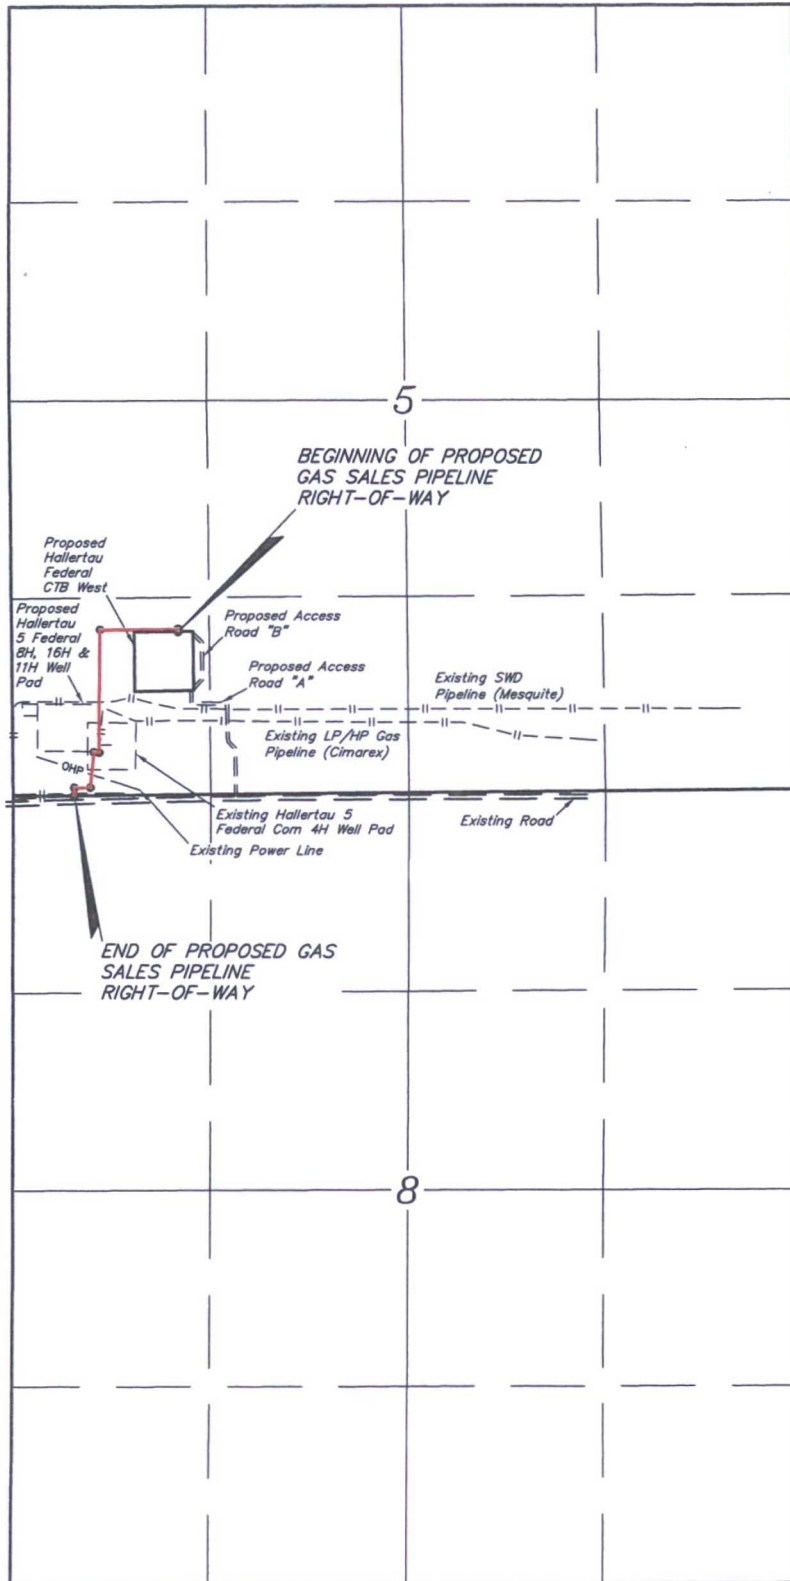 5
BEGINNING OF PROPOSED
GAS SALES PIPELINE
RIGHT-OF-WAY
Proposed
Hallertau
Federal
CTB West
Proposed
Hallertau
5 Federal
8H, 16H &
11H Well
Pad
Proposed Access
Road "B"
Proposed Access
Road "A"
Existing SWD
Pipeline (Mesquite)
Existing LP/HP Gas
Pipeline (Cimarex)
OHP
Existing Hallertau 5
Federal Com 4H Well Pad
Existing Road
Existing Power Line
END OF PROPOSED GAS
SALES PIPELINE
RIGHT-OF-WAY
8